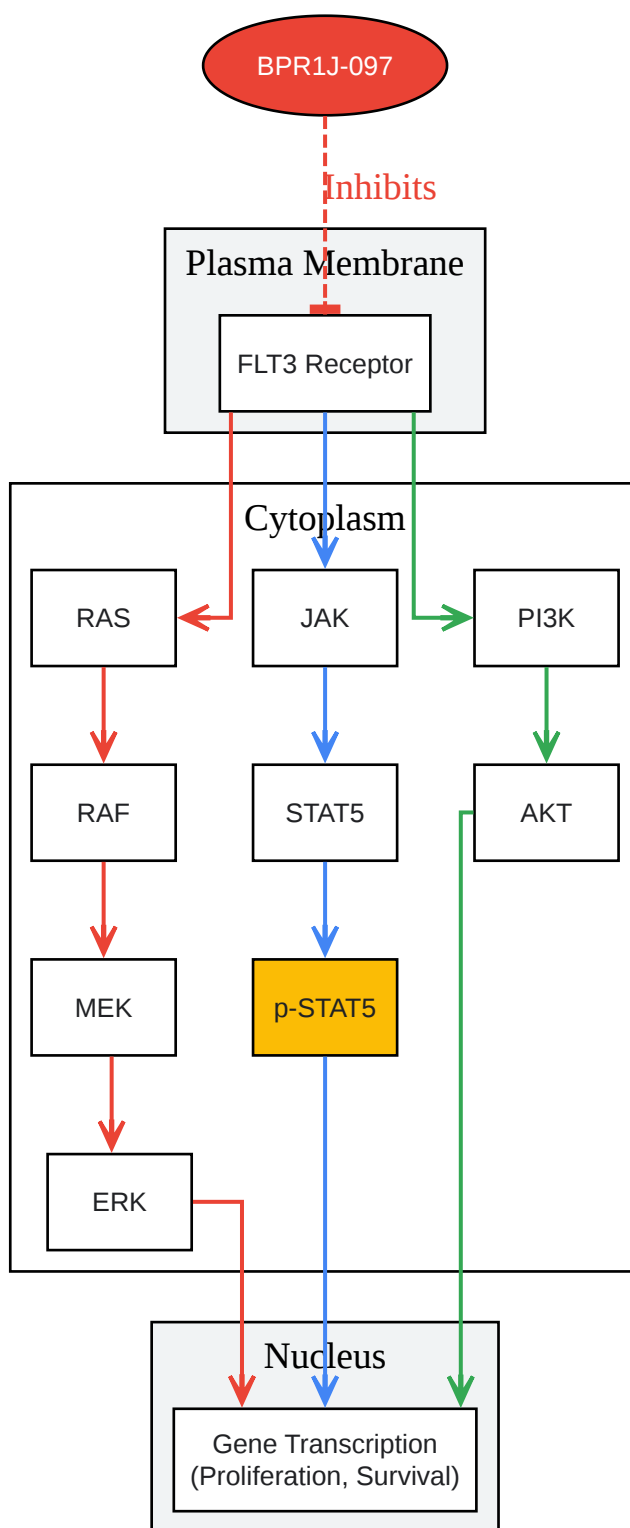 BPR1J-097
Inhibits
Plasma Membrane
FLT3 Receptor
Cytoplasm
RAS
JAK
PI3K
RAF
STAT5
AKT
MEK
p-STAT5
ERK
Nucleus
Gene Transcription
(Proliferation, Survival)